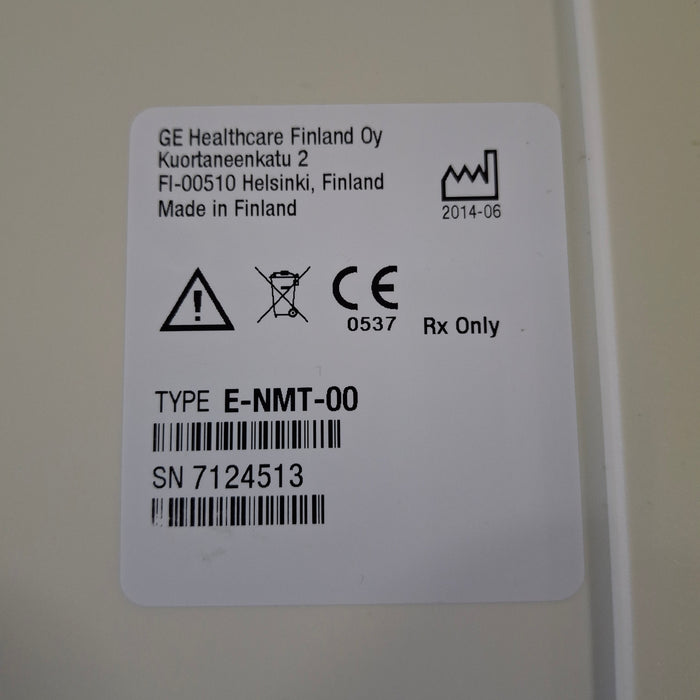 GE Healthcare Finland Oy
Kuortaneenkatu 2
FI-00510 Helsinki, Finland
Made in Finland
2014-06
CE
0537
Rx Only
TYPE E-NMT-00
SN 7124513